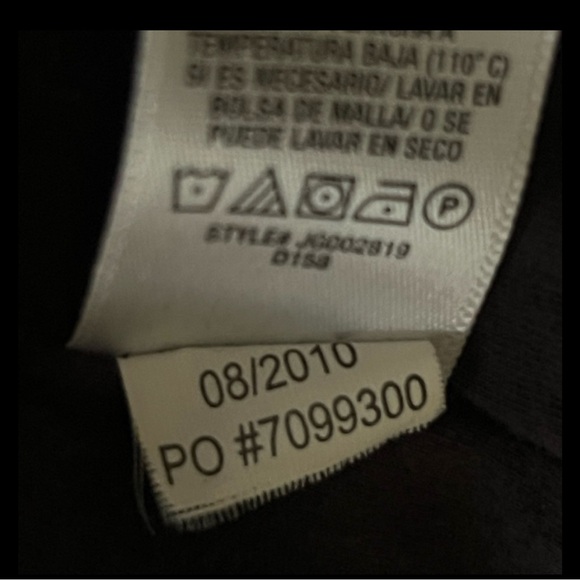 TEMPERATURA BAJA (110° C)
SI ES NECESARIO/ LAVAR EN
BOLSA DE MALLA/ O SE
PUEDE LAVAR EN SECO
P
STYLE# JG002819
D158
08/2010
PO #7099300